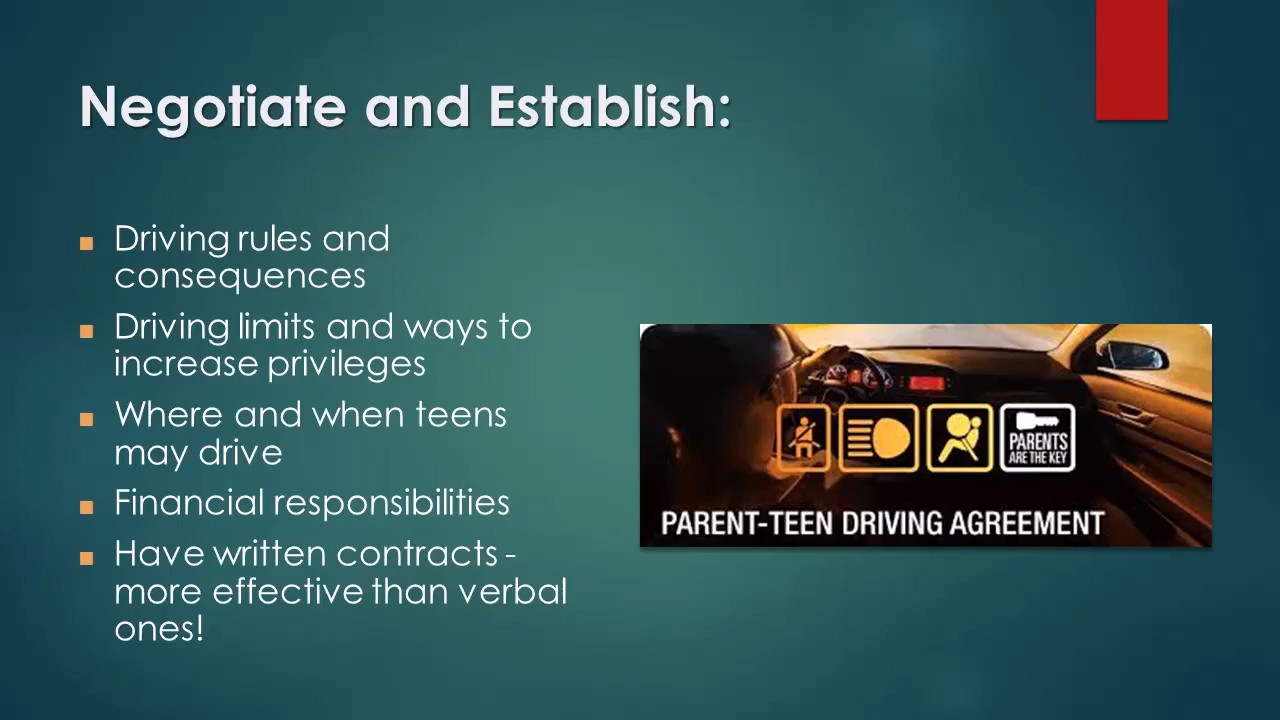 Negotiate and Establish:
Driving rules and
consequences
Driving limits and ways to
increase privileges
Where and when teens
may drive
Financial responsibilities
Have written contracts -
more effective than verbal
ones!
PARENTS
ARE THE KEY
PARENT-TEEN DRIVING AGREEMENT